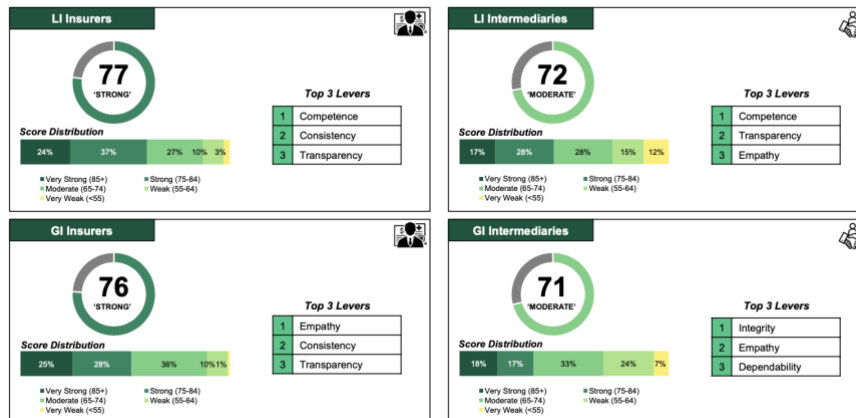 LI Insurers
77
'STRONG'
Top 3 Levers
1 Competence
2 Consistency
3 Transparency
Score Distribution
24% 37% 27% 10% 3%
Very Strong (85+) Strong (75-84)
Moderate (65-74) Weak (55-64)
Very Weak (<55)
LI Intermediaries
72
'MODERATE'
Top 3 Levers
1 Competence
2 Transparency
3 Empathy
Score Distribution
17% 28% 28% 15% 12%
Very Strong (85+) Strong (75-84)
Moderate (65-74) Weak (55-64)
Very Weak (<55)
GI Insurers
76
'STRONG'
Top 3 Levers
1 Empathy
2 Consistency
3 Transparency
Score Distribution
25% 28% 36% 10% 1%
Very Strong (85+) Strong (75-84)
Moderate (65-74) Weak (55-64)
Very Weak (<55)
GI Intermediaries
71
'MODERATE'
Top 3 Levers
1 Integrity
2 Empathy
3 Dependability
Score Distribution
18% 17% 33% 24% 7%
Very Strong (85+) Strong (75-84)
Moderate (65-74) Weak (55-64)
Very Weak (<55)